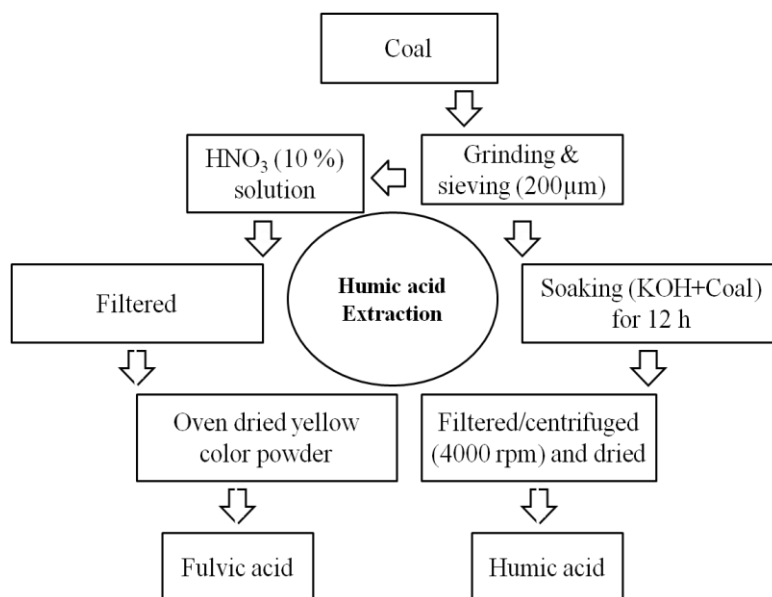 Coal
HNO₃ (10 %)
solution
Grinding &
sieving (200µm)
Humic acid
Extraction
Filtered
Soaking (KOH+Coal)
for 12 h
Oven dried yellow
color powder
Filtered/centrifuged
(4000 rpm) and dried
Fulvic acid
Humic acid